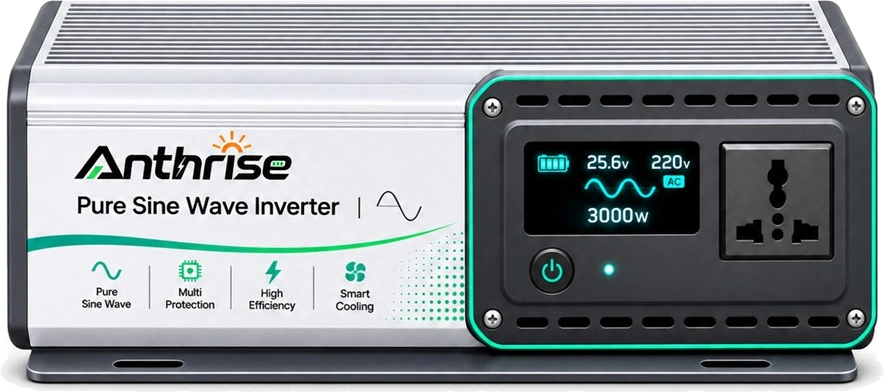 Anthrise
Pure Sine Wave Inverter
Pure
Sine Wave
Multi
Protection
High
Efficiency
Smart
Cooling
25.6v 220v
AC
3000w